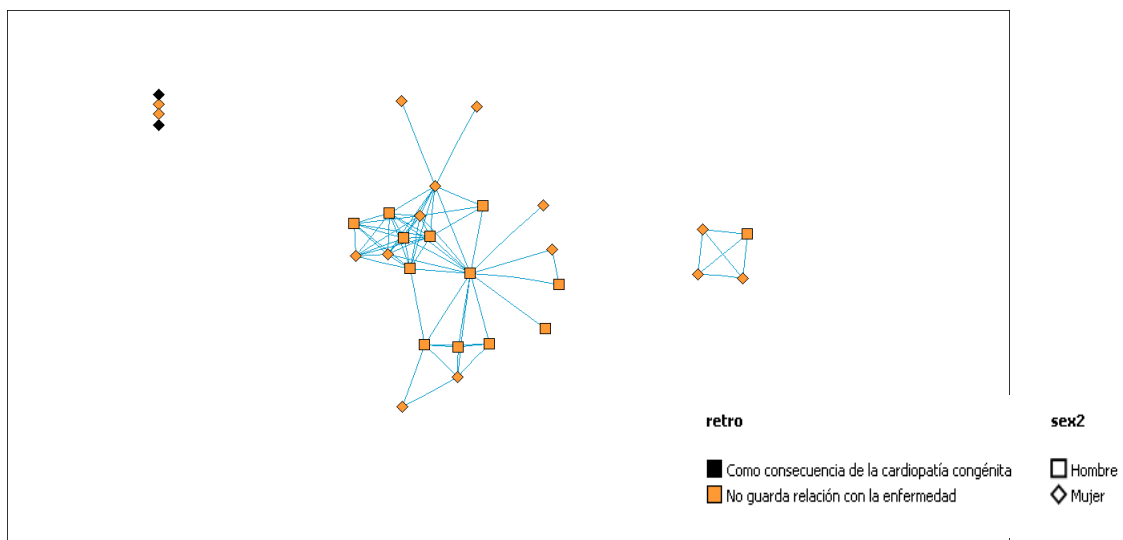 retro
Como consecuencia de la cardiopatía congénita
No guarda relación con la enfermedad
sex2
Hombre
Mujer